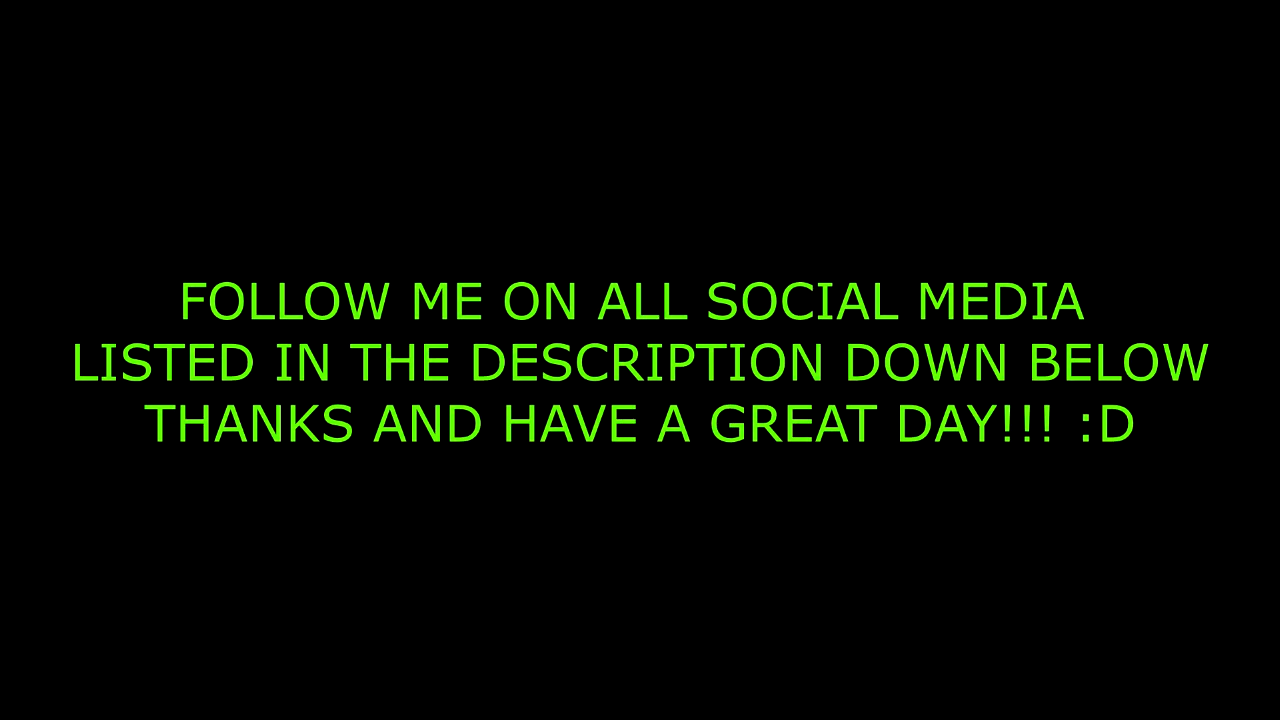 FOLLOW ME ON ALL SOCIAL MEDIA
LISTED IN THE DESCRIPTION DOWN BELOW
THANKS AND HAVE A GREAT DAY!!! :D